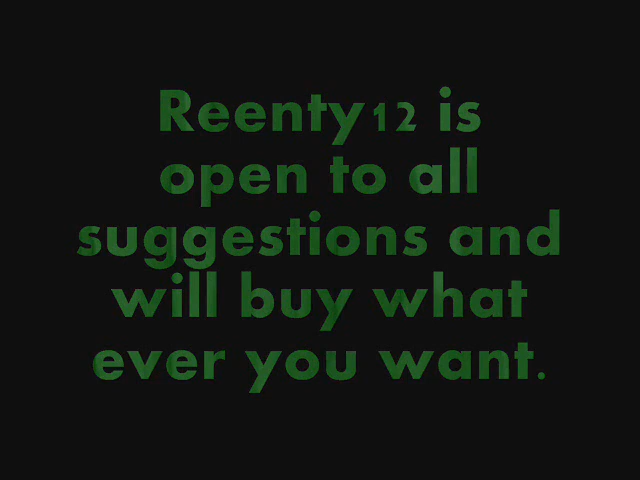 Reenty12 is
open to all
suggestions and
will buy what
ever you want.